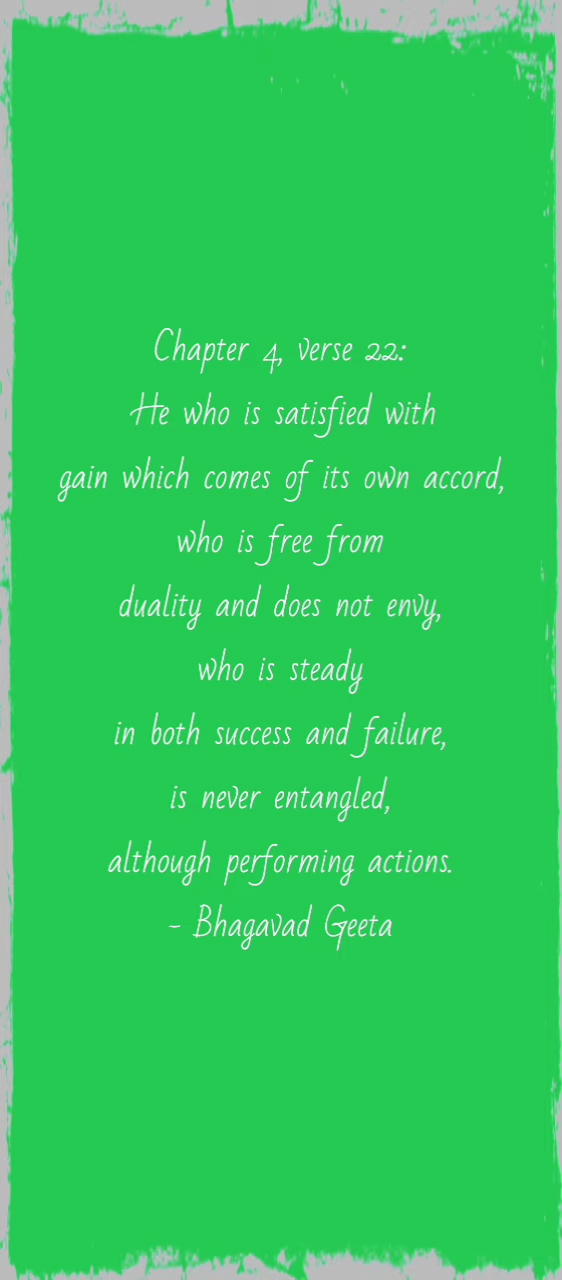 Chapter 4, verse 22:
He who is satisfied with
gain which comes of its own accord,
who is free from
duality and does not envy,
who is steady
in both success and failure,
is never entangled,
although performing actions.
- Bhagavad Geeta